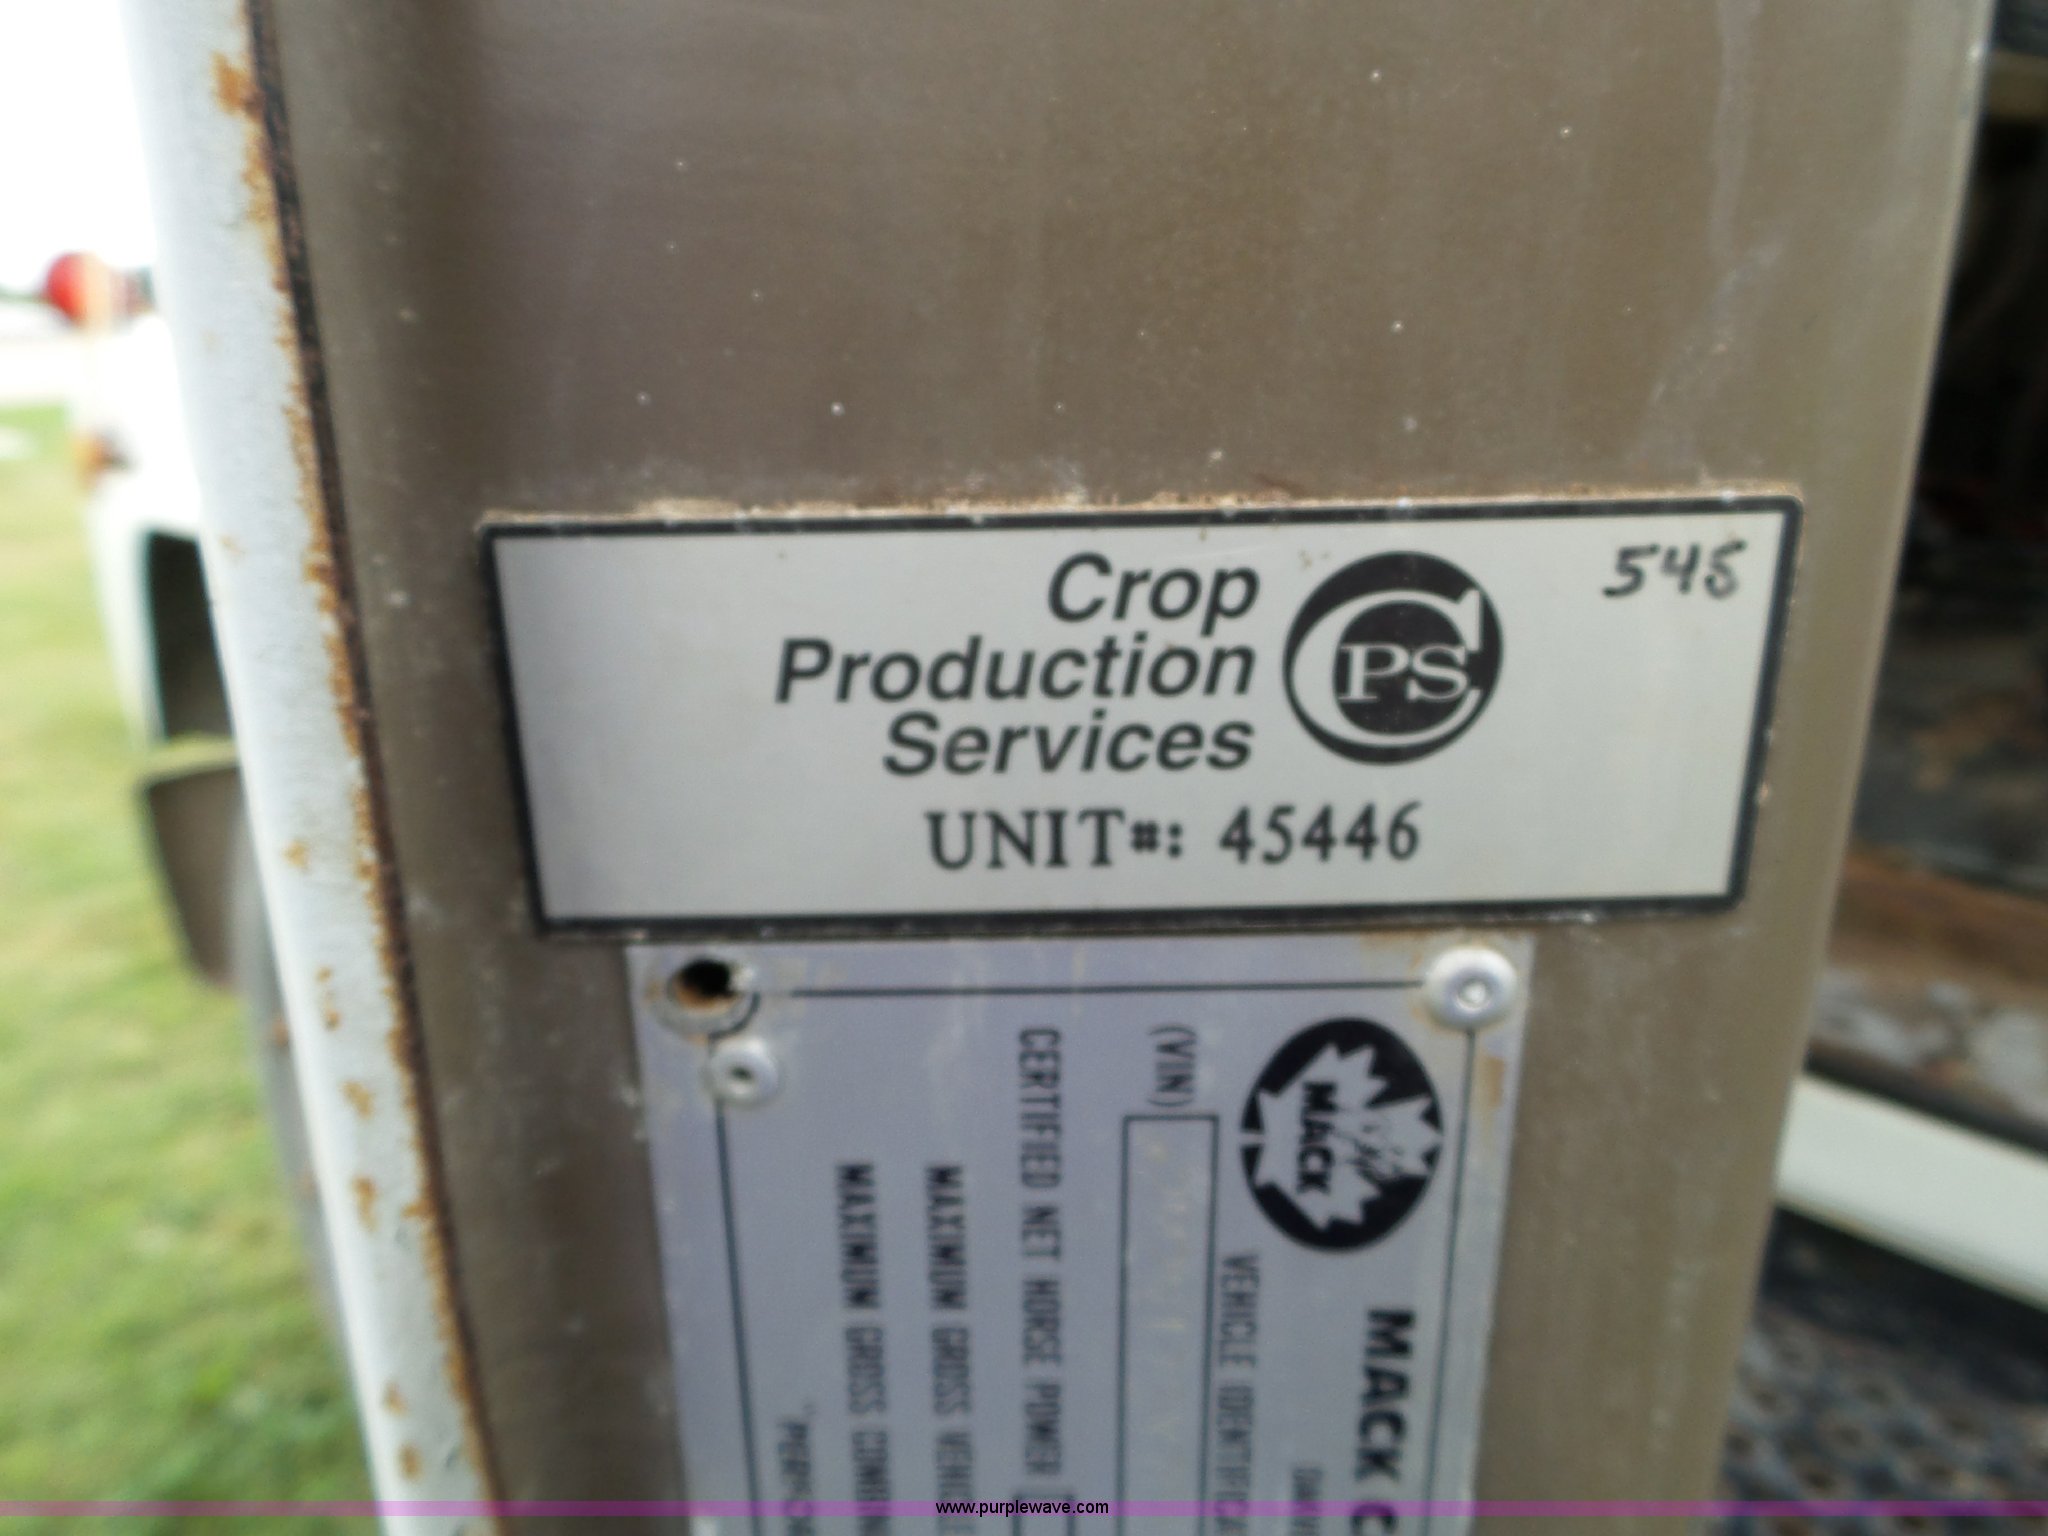 545
Crop
Production
Services
CPS
UNIT#: 45446
MACK
MACK C
VEHICLE IDENTIFICA
(VIN)
CERTIFIED NET HORSE POWER
MAXIMUM GROSS VEHICL
MAXIMUM GROSS COMBIN
www.purplewave.com